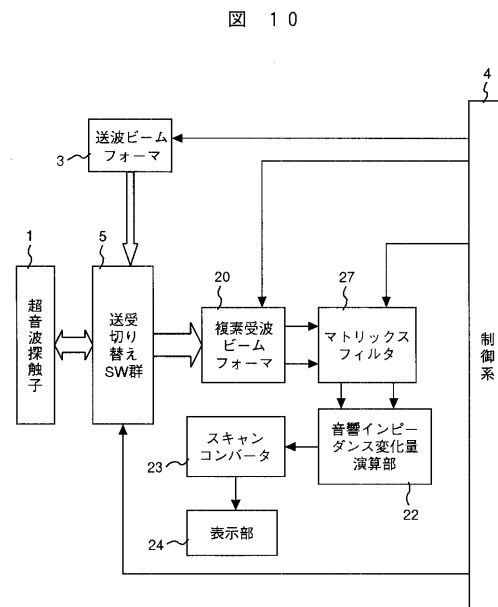 図 10
4
送波ビーム
フォーマ
3
1
5
20
27
超音波探触子
送受
切り
替え
SW群
複素受波
ビーム
フォーマ
マトリックス
フィルタ
制御系
スキャン
コンバータ
23
音響インピー
ダンス変化量
演算部
22
表示部
24